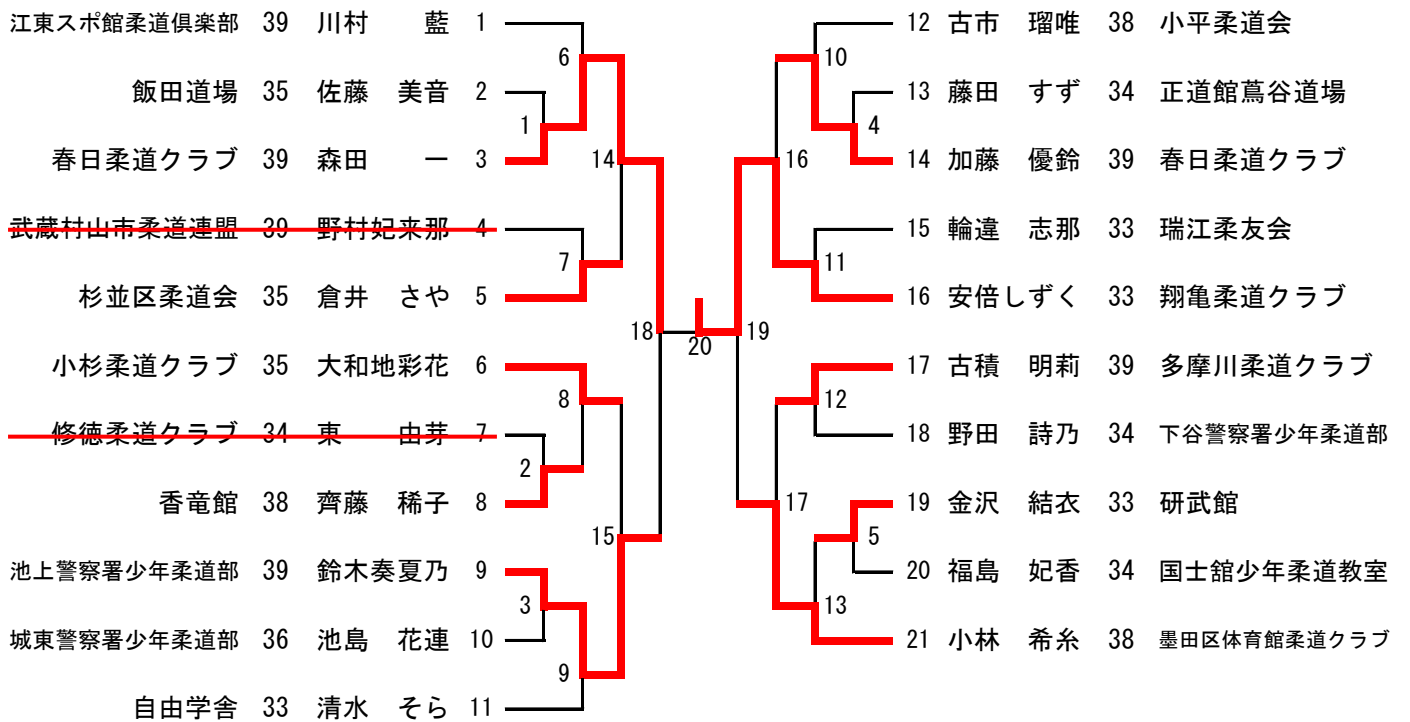 江東スポ館柔道倶楽部 39 川村　　藍 1
飯田道場 35 佐藤　美音 2
春日柔道クラブ 39 森田　　一 3
武蔵村山市柔道連盟 39 野村妃来那 4
杉並区柔道会 35 倉井　さや 5
小杉柔道クラブ 35 大和地彩花 6
修徳柔道クラブ 34 東　　由芽 7
香竜館 38 齊藤　稀子 8
池上警察署少年柔道部 39 鈴木奏夏乃 9
城東警察署少年柔道部 36 池島　花連 10
自由学舎 33 清水　そら 11
6
1
14
7
18
8
2
15
3
9
20
19
10
4
16
11
12
17
5
13
12 古市　瑠唯 38 小平柔道会
13 藤田　すず 34 正道館蔦谷道場
14 加藤　優鈴 39 春日柔道クラブ
15 輪違　志那 33 瑞江柔友会
16 安倍しずく 33 翔亀柔道クラブ
17 古積　明莉 39 多摩川柔道クラブ
18 野田　詩乃 34 下谷警察署少年柔道部
19 金沢　結衣 33 研武館
20 福島　妃香 34 国士舘少年柔道教室
21 小林　希糸 38 墨田区体育館柔道クラブ